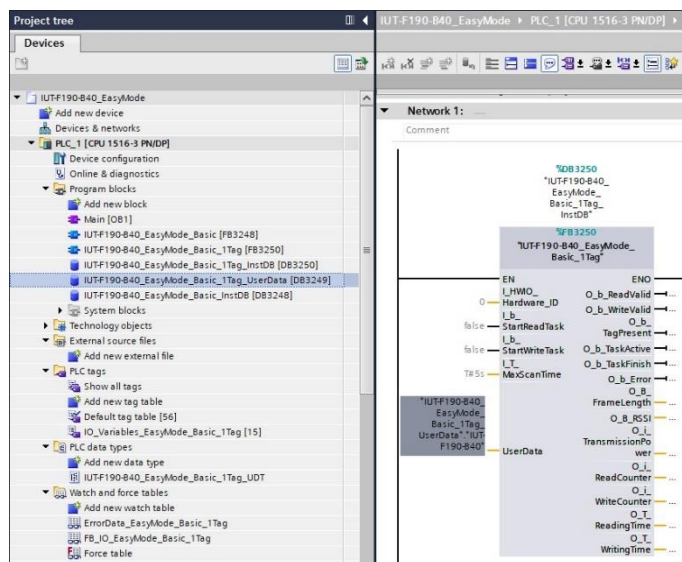 Project tree
IUT-F190-B40_EasyMode ▸ PLC_1 [CPU 1516-3 PN/DP] ▸
Devices
IUT-F190-B40_EasyMode
Add new device
Devices & networks
PLC_1 [CPU 1516-3 PN/DP]
Device configuration
Online & diagnostics
Program blocks
Add new block
Main [OB1]
IUT-F190-B40_EasyMode_Basic [FB3248]
IUT-F190-B40_EasyMode_Basic_1Tag [FB3250]
IUT-F190-B40_EasyMode_Basic_1Tag_InstDB [DB3250]
IUT-F190-B40_EasyMode_Basic_1Tag_UserData [DB3249]
IUT-F190-B40_EasyMode_Basic_InstDB [DB3248]
System blocks
Technology objects
External source files
Add new external file
PLC tags
Show all tags
Add new tag table
Default tag table [56]
IO_Variables_EasyMode_Basic_1Tag [15]
PLC data types
Add new data type
IUT-F190-B40_EasyMode_Basic_1Tag_UDT
Watch and force tables
Add new watch table
ErrorData_EasyMode_Basic_1Tag
FB_IO_EasyMode_Basic_1Tag
Force table
Network 1: ....
Comment
%DB3250
"IUT-F190-B40_
EasyMode_
Basic_1Tag_
InstDB"
%FB3250
"IUT-F190-B40_EasyMode_
Basic_1Tag"
EN
I_HWIO_
0 Hardware_ID
I_b_
false StartReadTask
I_b_
false StartWriteTask
I_T_
T#5s MaxScanTime
"IUT-F190-B40_
EasyMode_
Basic_1Tag_
UserData"."IUT-
F190-B40" UserData
ENO
O_b_ReadValid ...
O_b_WriteValid ...
O_b_
TagPresent ...
O_b_TaskActive ...
O_b_TaskFinish ...
O_b_Error ...
O_B_
FrameLength ...
O_B_RSSI ...
O_i_
TransmissionPo
wer ...
O_i_
ReadCounter ...
O_i_
WriteCounter ...
O_T_
ReadingTime ...
O_T_
WritingTime ...